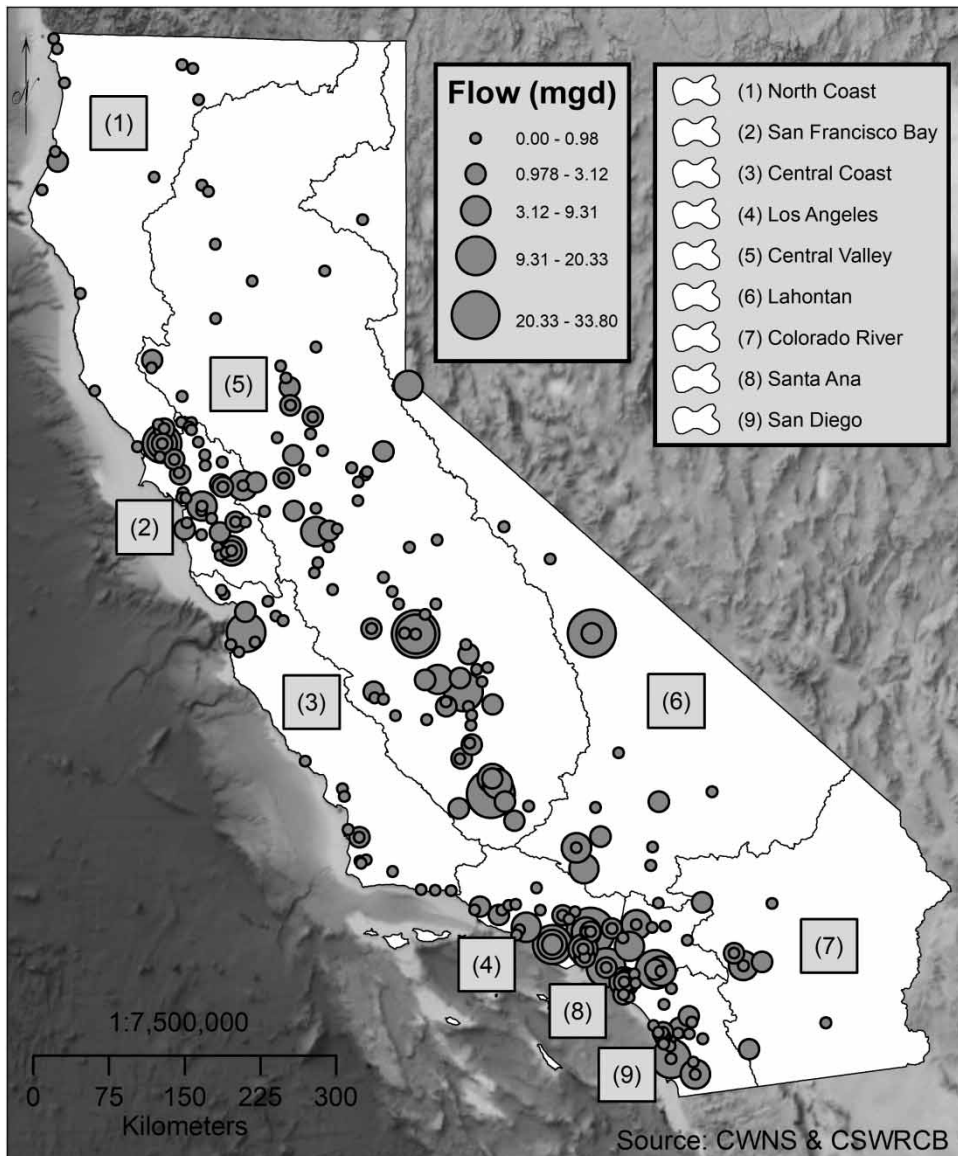 Flow (mgd)
0.00 - 0.98
0.978 - 3.12
3.12 - 9.31
9.31 - 20.33
20.33 - 33.80
(1) North Coast
(2) San Francisco Bay
(3) Central Coast
(4) Los Angeles
(5) Central Valley
(6) Lahontan
(7) Colorado River
(8) Santa Ana
(9) San Diego
(1)
(5)
(2)
(3)
(6)
(4)
(7)
(8)
(9)
1:7,500,000
0 75 150 225 300
Kilometers
Source: CWNS & CSWRCB